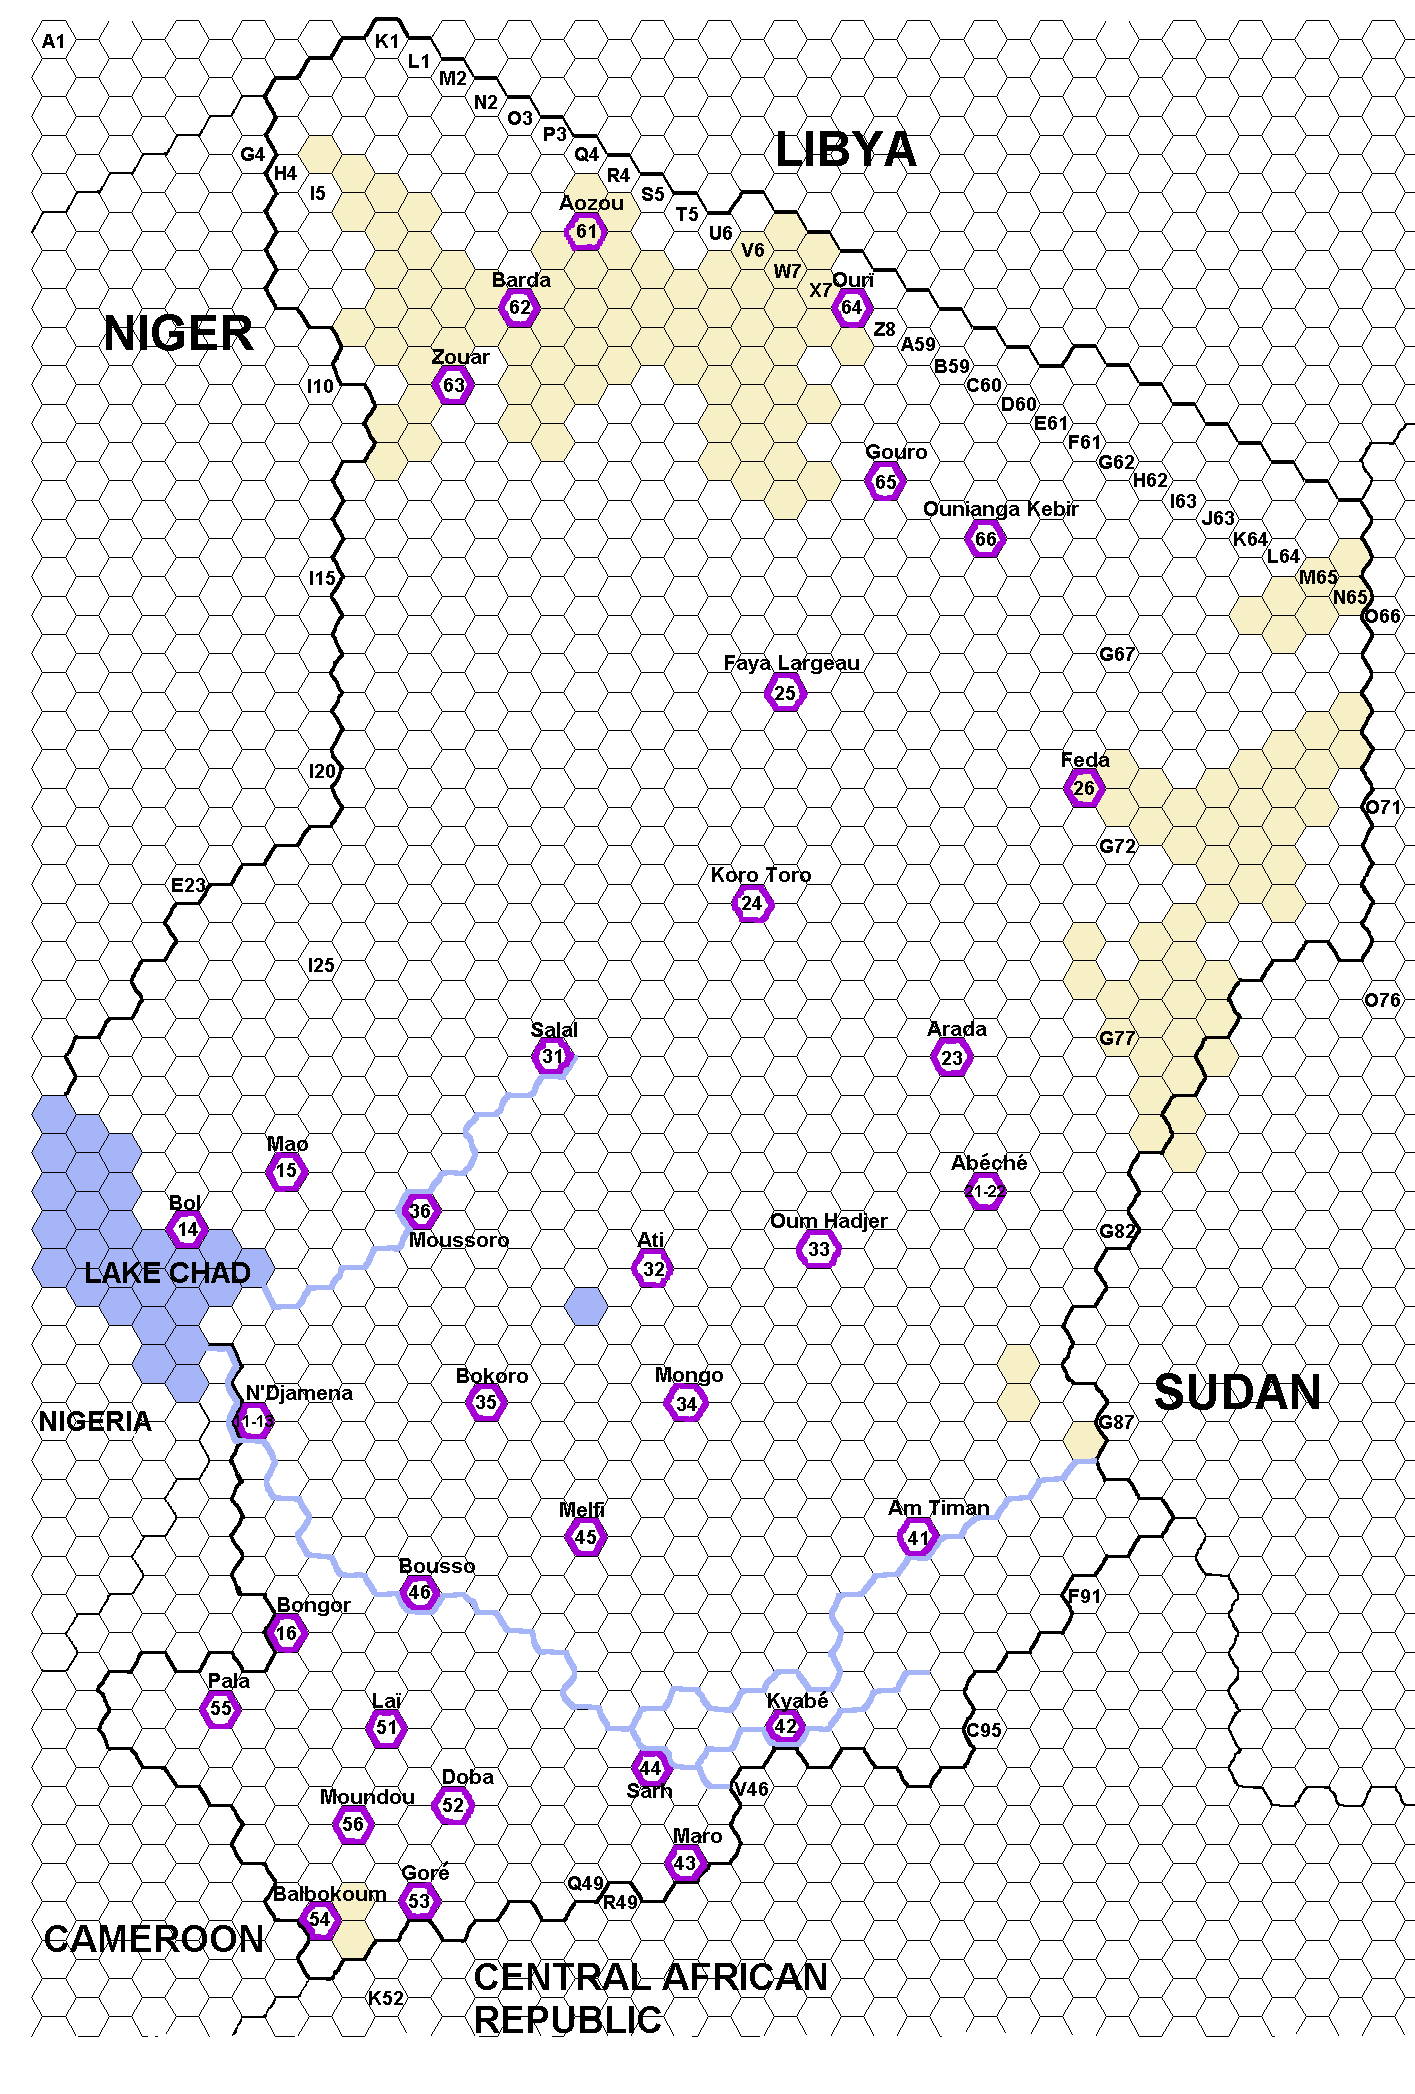 A1
K1
L1
M2
N2
O3
P3
LIBYA
G4
Q4
H4
R4
I5
S5
Aozou
T5
61
U6
V6
W7
Barda
Ourï
X7
62
64
NIGER
Z8
A59
Zouar
B59
I10
63
C60
D60
E61
F61
Gouro
G62
65
H62
I63
Ounianga Kebir
J63
66
K64
L64
I15
M65
N65
O66
G67
Faya Largeau
25
Feda
I20
26
O71
G72
Koro Toro
E23
24
I25
O76
Salal
Arada
G77
31
23
Mao
Abéché
15
21-22
Bol
36
14
Oum Hadjer
G82
Moussoro
Ati
33
LAKE CHAD
32
Bokoro
Mongo
SUDAN
N'Djamena
35
34
NIGERIA
11-13
G87
Melfi
Am Timan
45
41
Bousso
46
F91
Bongor
16
Pala
Laï
Kyabé
55
51
42
C95
44
Doba
Sarh
V46
Moundou
52
56
Maro
43
Goré
Q49
Baïbokoum
53
R49
54
CAMEROON
CENTRAL AFRICAN
K52
REPUBLIC